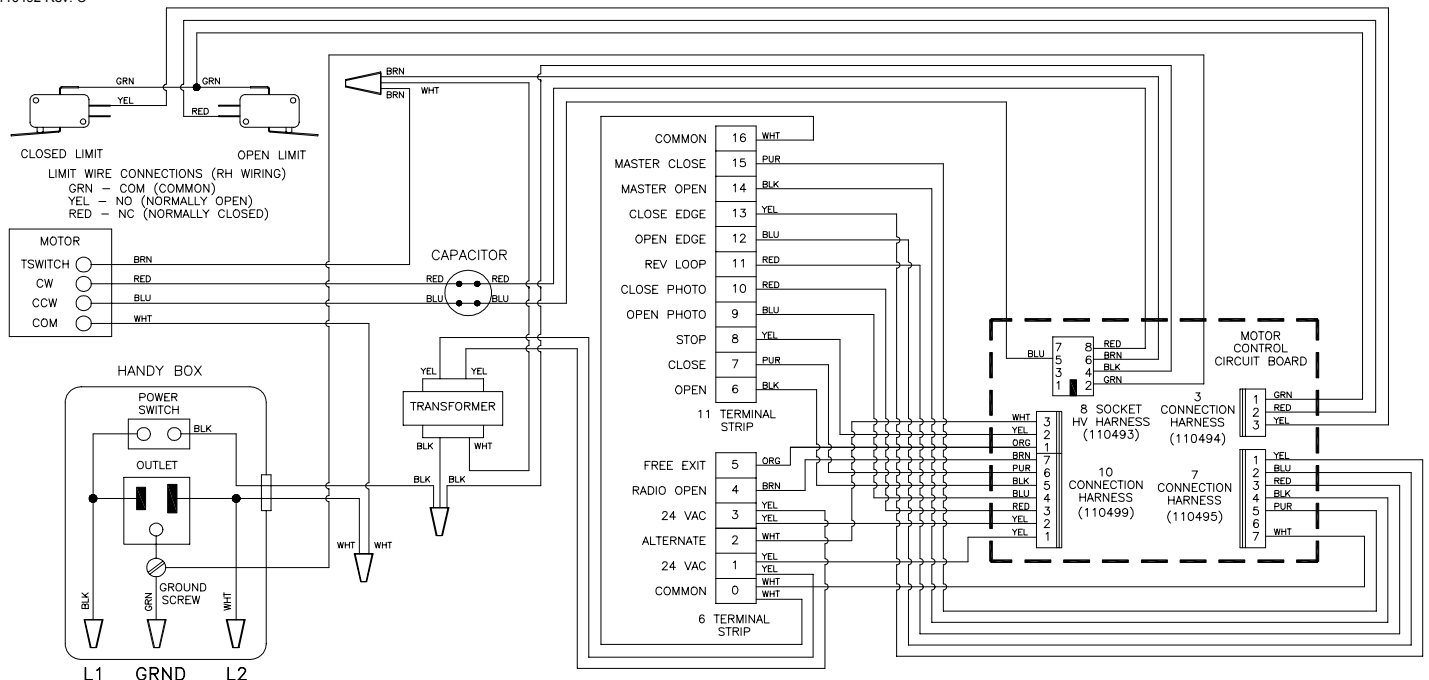 GRN
GRN
YEL
RED
CLOSED LIMIT
OPEN LIMIT
LIMIT WIRE CONNECTIONS (RH WIRING)
GRN – COM (COMMON)
YEL – NO (NORMALLY OPEN)
RED – NC (NORMALLY CLOSED)
BRN
WHT
BRN
MOTOR
TSWITCH
BRN
CW
RED
CCW
BLU
COM
WHT
CAPACITOR
RED
RED
BLU
BLU
HANDY BOX
POWER
SWITCH
BLK
OUTLET
GROUND
SCREW
BLK
GRN
WHT
L1
GRND
L2
WHT
WHT
YEL
YEL
TRANSFORMER
BLK
WHT
BLK
BLK
COMMON 16 WHT
MASTER CLOSE 15 PUR
MASTER OPEN 14 BLK
CLOSE EDGE 13 YEL
OPEN EDGE 12 BLU
REV LOOP 11 RED
CLOSE PHOTO 10 RED
OPEN PHOTO 9 BLU
STOP 8 YEL
CLOSE 7 PUR
OPEN 6 BLK
11 TERMINAL
STRIP
FREE EXIT 5 ORG
RADIO OPEN 4 BRN
24 VAC 3 YEL
YEL
ALTERNATE 2 WHT
24 VAC 1 YEL
YEL
COMMON 0 WHT
WHT
6 TERMINAL
STRIP
MOTOR
CONTROL
CIRCUIT BOARD
BLU
7 8 RED
5 6 BRN
3 4 BLK
1 2 GRN
8 SOCKET
HV HARNESS
(110493)
3
CONNECTION
HARNESS
(110494)
1 GRN
2 RED
3 YEL
WHT 3
YEL 2
ORG 1
BRN 7
PUR 6
BLK 5
BLU 4
RED 3
YEL 2
YEL 1
10
CONNECTION
HARNESS
(110499)
7
CONNECTION
HARNESS
(110495)
1 YEL
2 BLU
3 RED
4 BLK
5 PUR
6
7 WHT